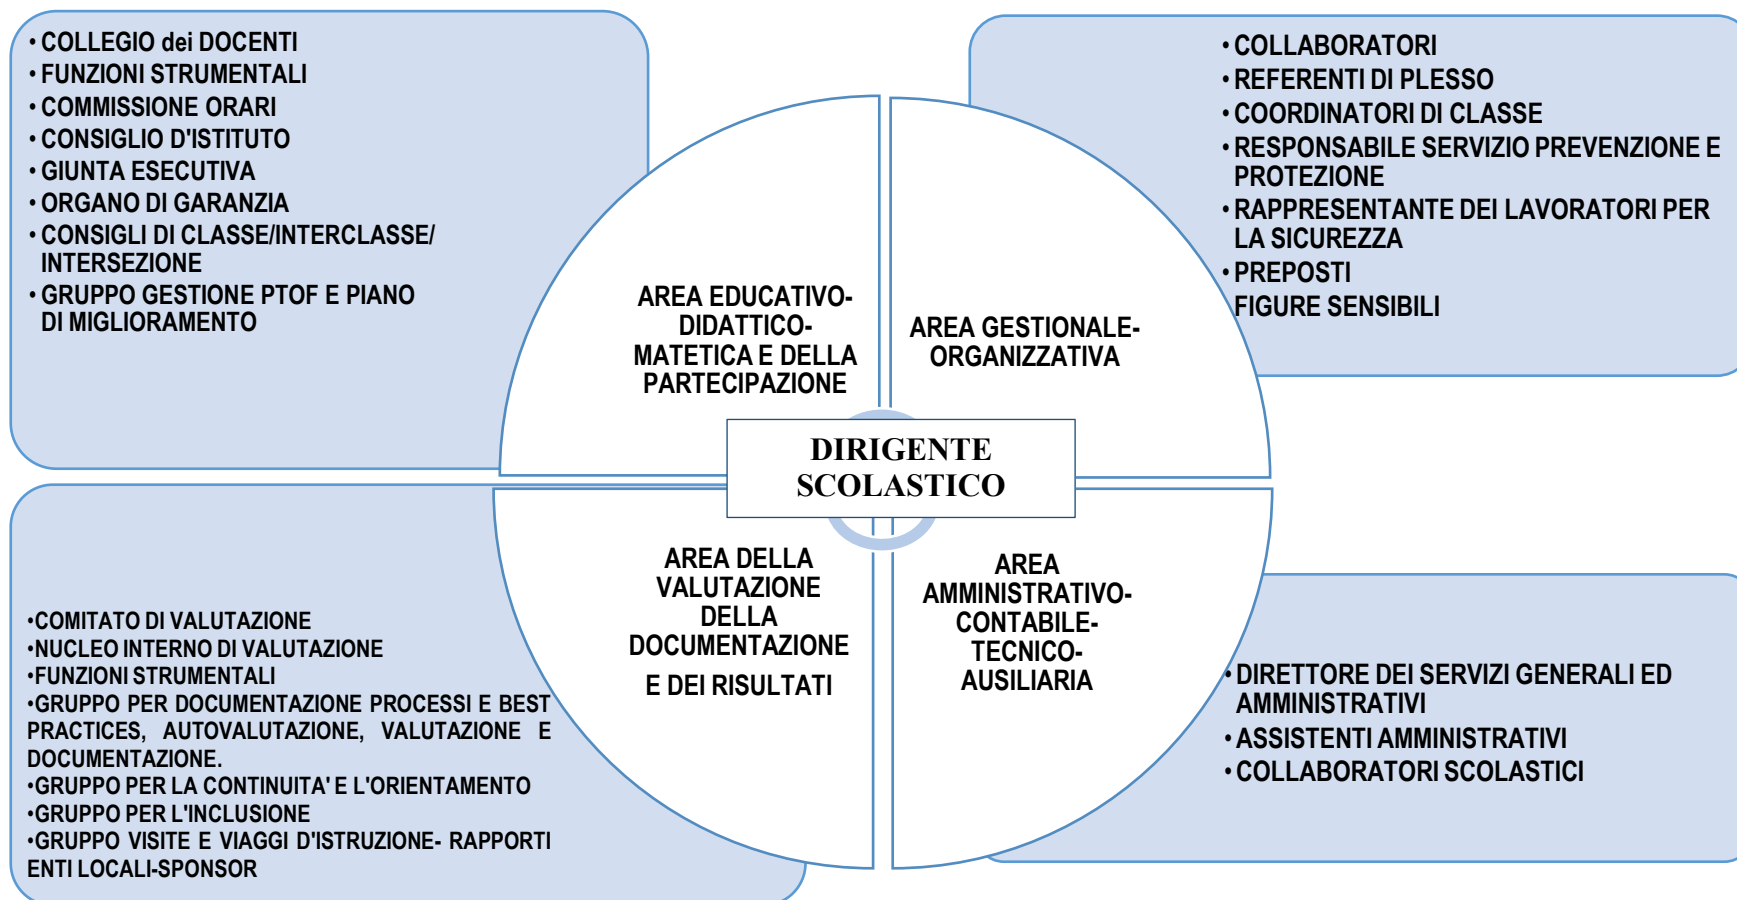 • COLLEGIO dei DOCENTI
• FUNZIONI STRUMENTALI
• COMMISSIONE ORARI
• CONSIGLIO D'ISTITUTO
• GIUNTA ESECUTIVA
• ORGANO DI GARANZIA
• CONSIGLI DI CLASSE/INTERCLASSE/
INTERSEZIONE
• GRUPPO GESTIONE PTOF E PIANO
DI MIGLIORAMENTO
• COLLABORATORI
• REFERENTI DI PLESSO
• COORDINATORI DI CLASSE
• RESPONSABILE SERVIZIO PREVENZIONE E
PROTEZIONE
• RAPPRESENTANTE DEI LAVORATORI PER
LA SICUREZZA
• PREPOSTI
FIGURE SENSIBILI
AREA EDUCATIVO-
DIDATTICO-
MATETICA E DELLA
PARTECIPAZIONE
AREA GESTIONALE-
ORGANIZZATIVA
DIRIGENTE
SCOLASTICO
AREA DELLA
VALUTAZIONE
DELLA
DOCUMENTAZIONE
E DEI RISULTATI
AREA
AMMINISTRATIVO-
CONTABILE-
TECNICO-
AUSILIARIA
•COMITATO DI VALUTAZIONE
•NUCLEO INTERNO DI VALUTAZIONE
•FUNZIONI STRUMENTALI
•GRUPPO PER DOCUMENTAZIONE PROCESSI E BEST
PRACTICES, AUTOVALUTAZIONE, VALUTAZIONE E
DOCUMENTAZIONE.
•GRUPPO PER LA CONTINUITA' E L'ORIENTAMENTO
•GRUPPO PER L'INCLUSIONE
•GRUPPO VISITE E VIAGGI D'ISTRUZIONE- RAPPORTI
ENTI LOCALI-SPONSOR
• DIRETTORE DEI SERVIZI GENERALI ED
AMMINISTRATIVI
• ASSISTENTI AMMINISTRATIVI
• COLLABORATORI SCOLASTICI